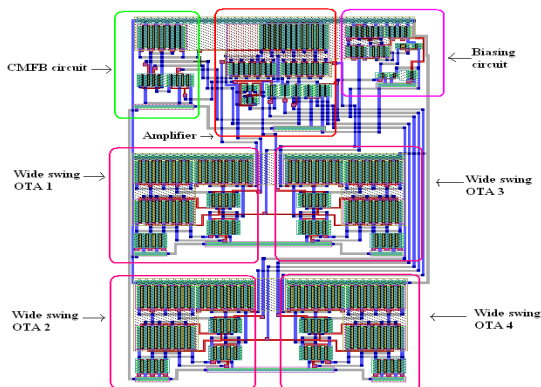 CMFB circuit
Biasing
circuit
Amplifier
Wide swing
OTA 1
Wide swing
OTA 3
Wide swing
OTA 2
Wide swing
OTA 4